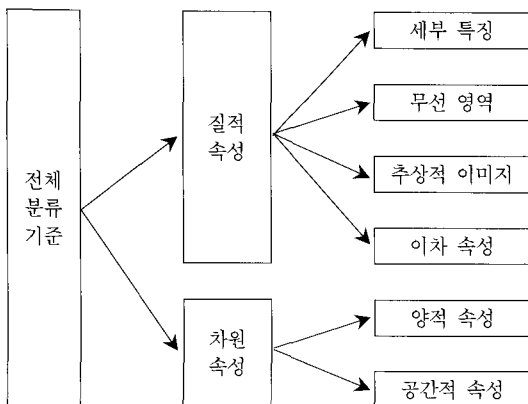 전체
분류
기준
질적
속성
차원
속성
세부 특징
무선 영역
추상적 이미지
이차 속성
양적 속성
공간적 속성